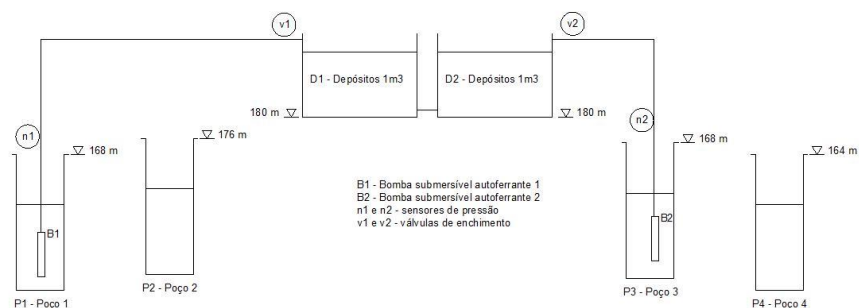 v1
v2
D1 - Depósitos 1m3
D2 - Depósitos 1m3
180 m
180 m
n1
168 m
176 m
n2
168 m
164 m
B1 - Bomba submersível autoferrante 1
B2 - Bomba submersível autoferrante 2
n1 e n2 - sensores de pressão
v1 e v2 - válvulas de enchimento
B1
B2
P1 - Poço 1
P2 - Poço 2
P3 - Poço 3
P4 - Poço 4